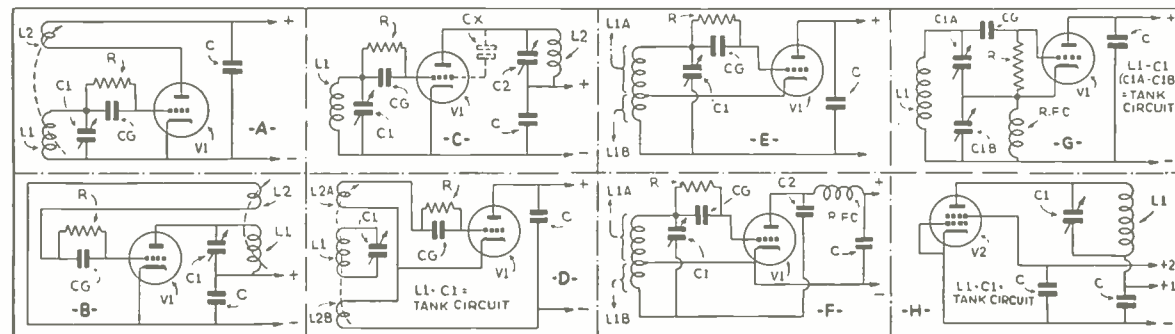 L2
R
C1
CG
L1
V1
C
+
-A-
-
R
CX
L2
L1
C2
+
V1
C
CG
C1
-C-
-
L1A
R
+
CG
V1
C
C1
L1B
-E-
-
C1A
CG
+
R
C
L1-C1
(C1A-C1B)
=TANK
CIRCUIT
L1
V1
R.F.C
C1B
-G-
-
L2
R
L1
C1
+
CG
V1
C
-B-
-
L2A
R
+
C1
C
L1
CG
V1
-D-
L1-C1=
TANK CIRCUIT
L2B
-
L1A
R
C2
+
CG
R.F.C
C
C1
V1
-
L1B
-F-
C1
L1
V2
+2
+1
L1-C1=
TANK CIRCUIT
C
C
-H-
-